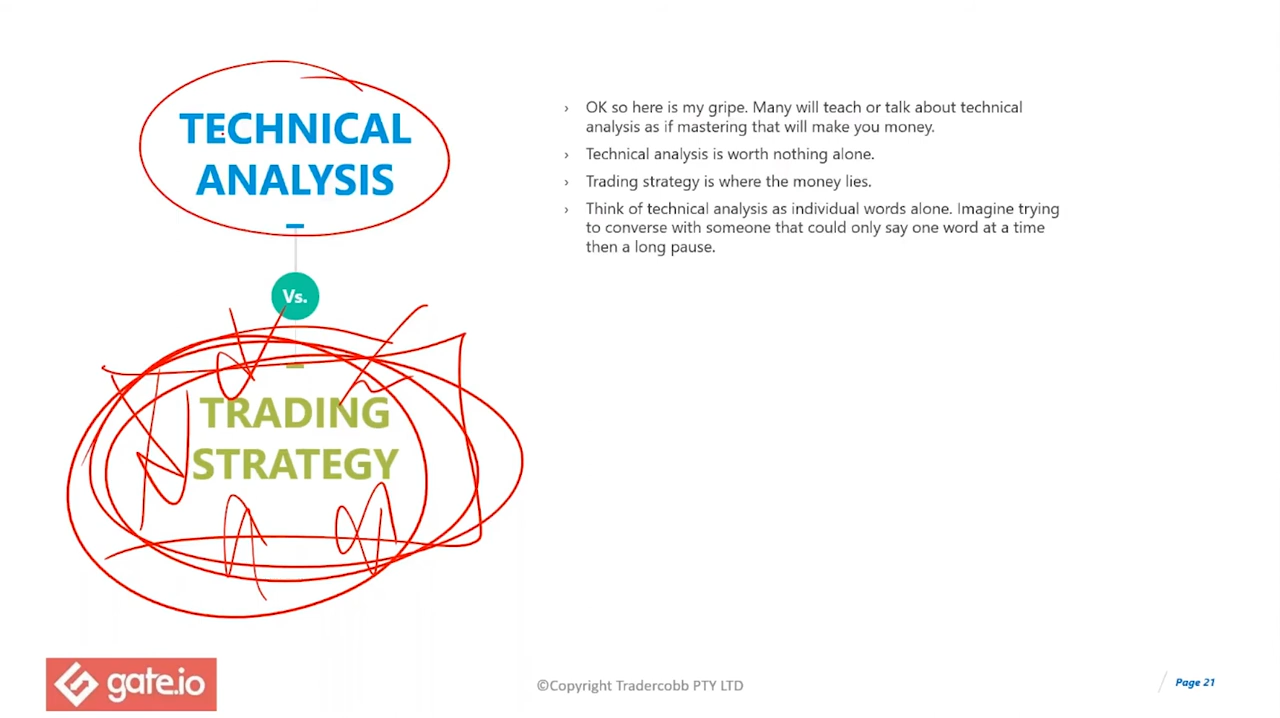 TECHNICAL
ANALYSIS
Vs.
TRADING
STRATEGY
› OK so here is my gripe. Many will teach or talk about technical
analysis as if mastering that will make you money.
› Technical analysis is worth nothing alone.
› Trading strategy is where the money lies.
› Think of technical analysis as individual words alone. Imagine trying
to converse with someone that could only say one word at a time
then a long pause.
gate.io
©Copyright Tradercobb PTY LTD
Page 21